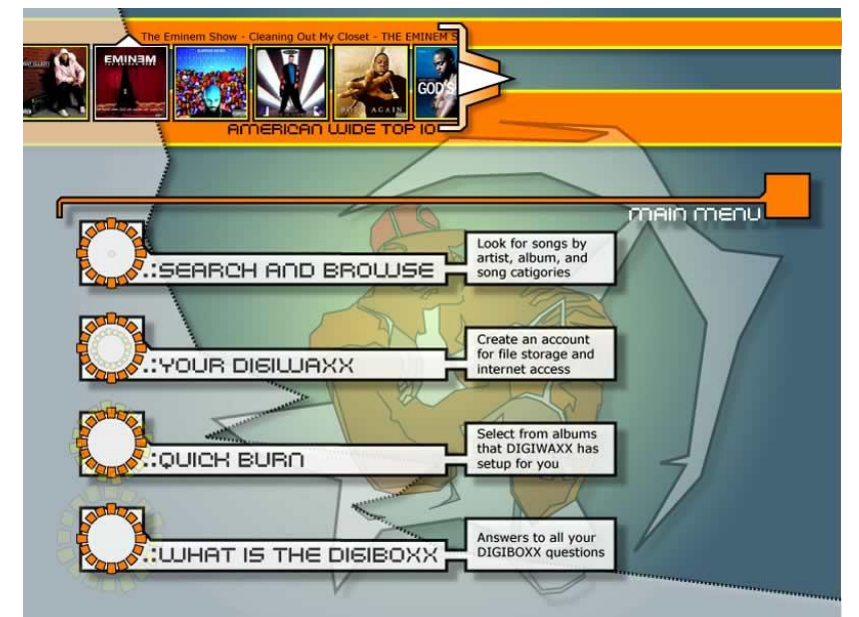 The Eminem Show - Cleaning Out My Closet - THE EMINEM S
EMINEM
GOD'S
AGAIN
AMERICAN WIDE TOP 10
MAIN MENU
.:SEARCH AND BROWSE
Look for songs by
artist, album, and
song catigories
.:YOUR DIGIWAXX
Create an account
for file storage and
internet access
.:QUICK BURN
Select from albums
that DIGIWAXX has
setup for you
.:WHAT IS THE DIGIBOXX
Answers to all your
DIGIBOXX questions